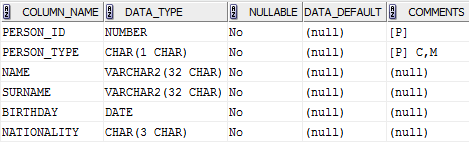 COLUMN_NAME DATA_TYPE NULLABLE DATA_DEFAULT COMMENTS
PERSON_ID NUMBER No (null) [P]
PERSON_TYPE CHAR(1 CHAR) No (null) [P] C,M
NAME VARCHAR2(32 CHAR) No (null) (null)
SURNAME VARCHAR2(32 CHAR) No (null) (null)
BIRTHDAY DATE No (null) (null)
NATIONALITY CHAR(3 CHAR) No (null) (null)